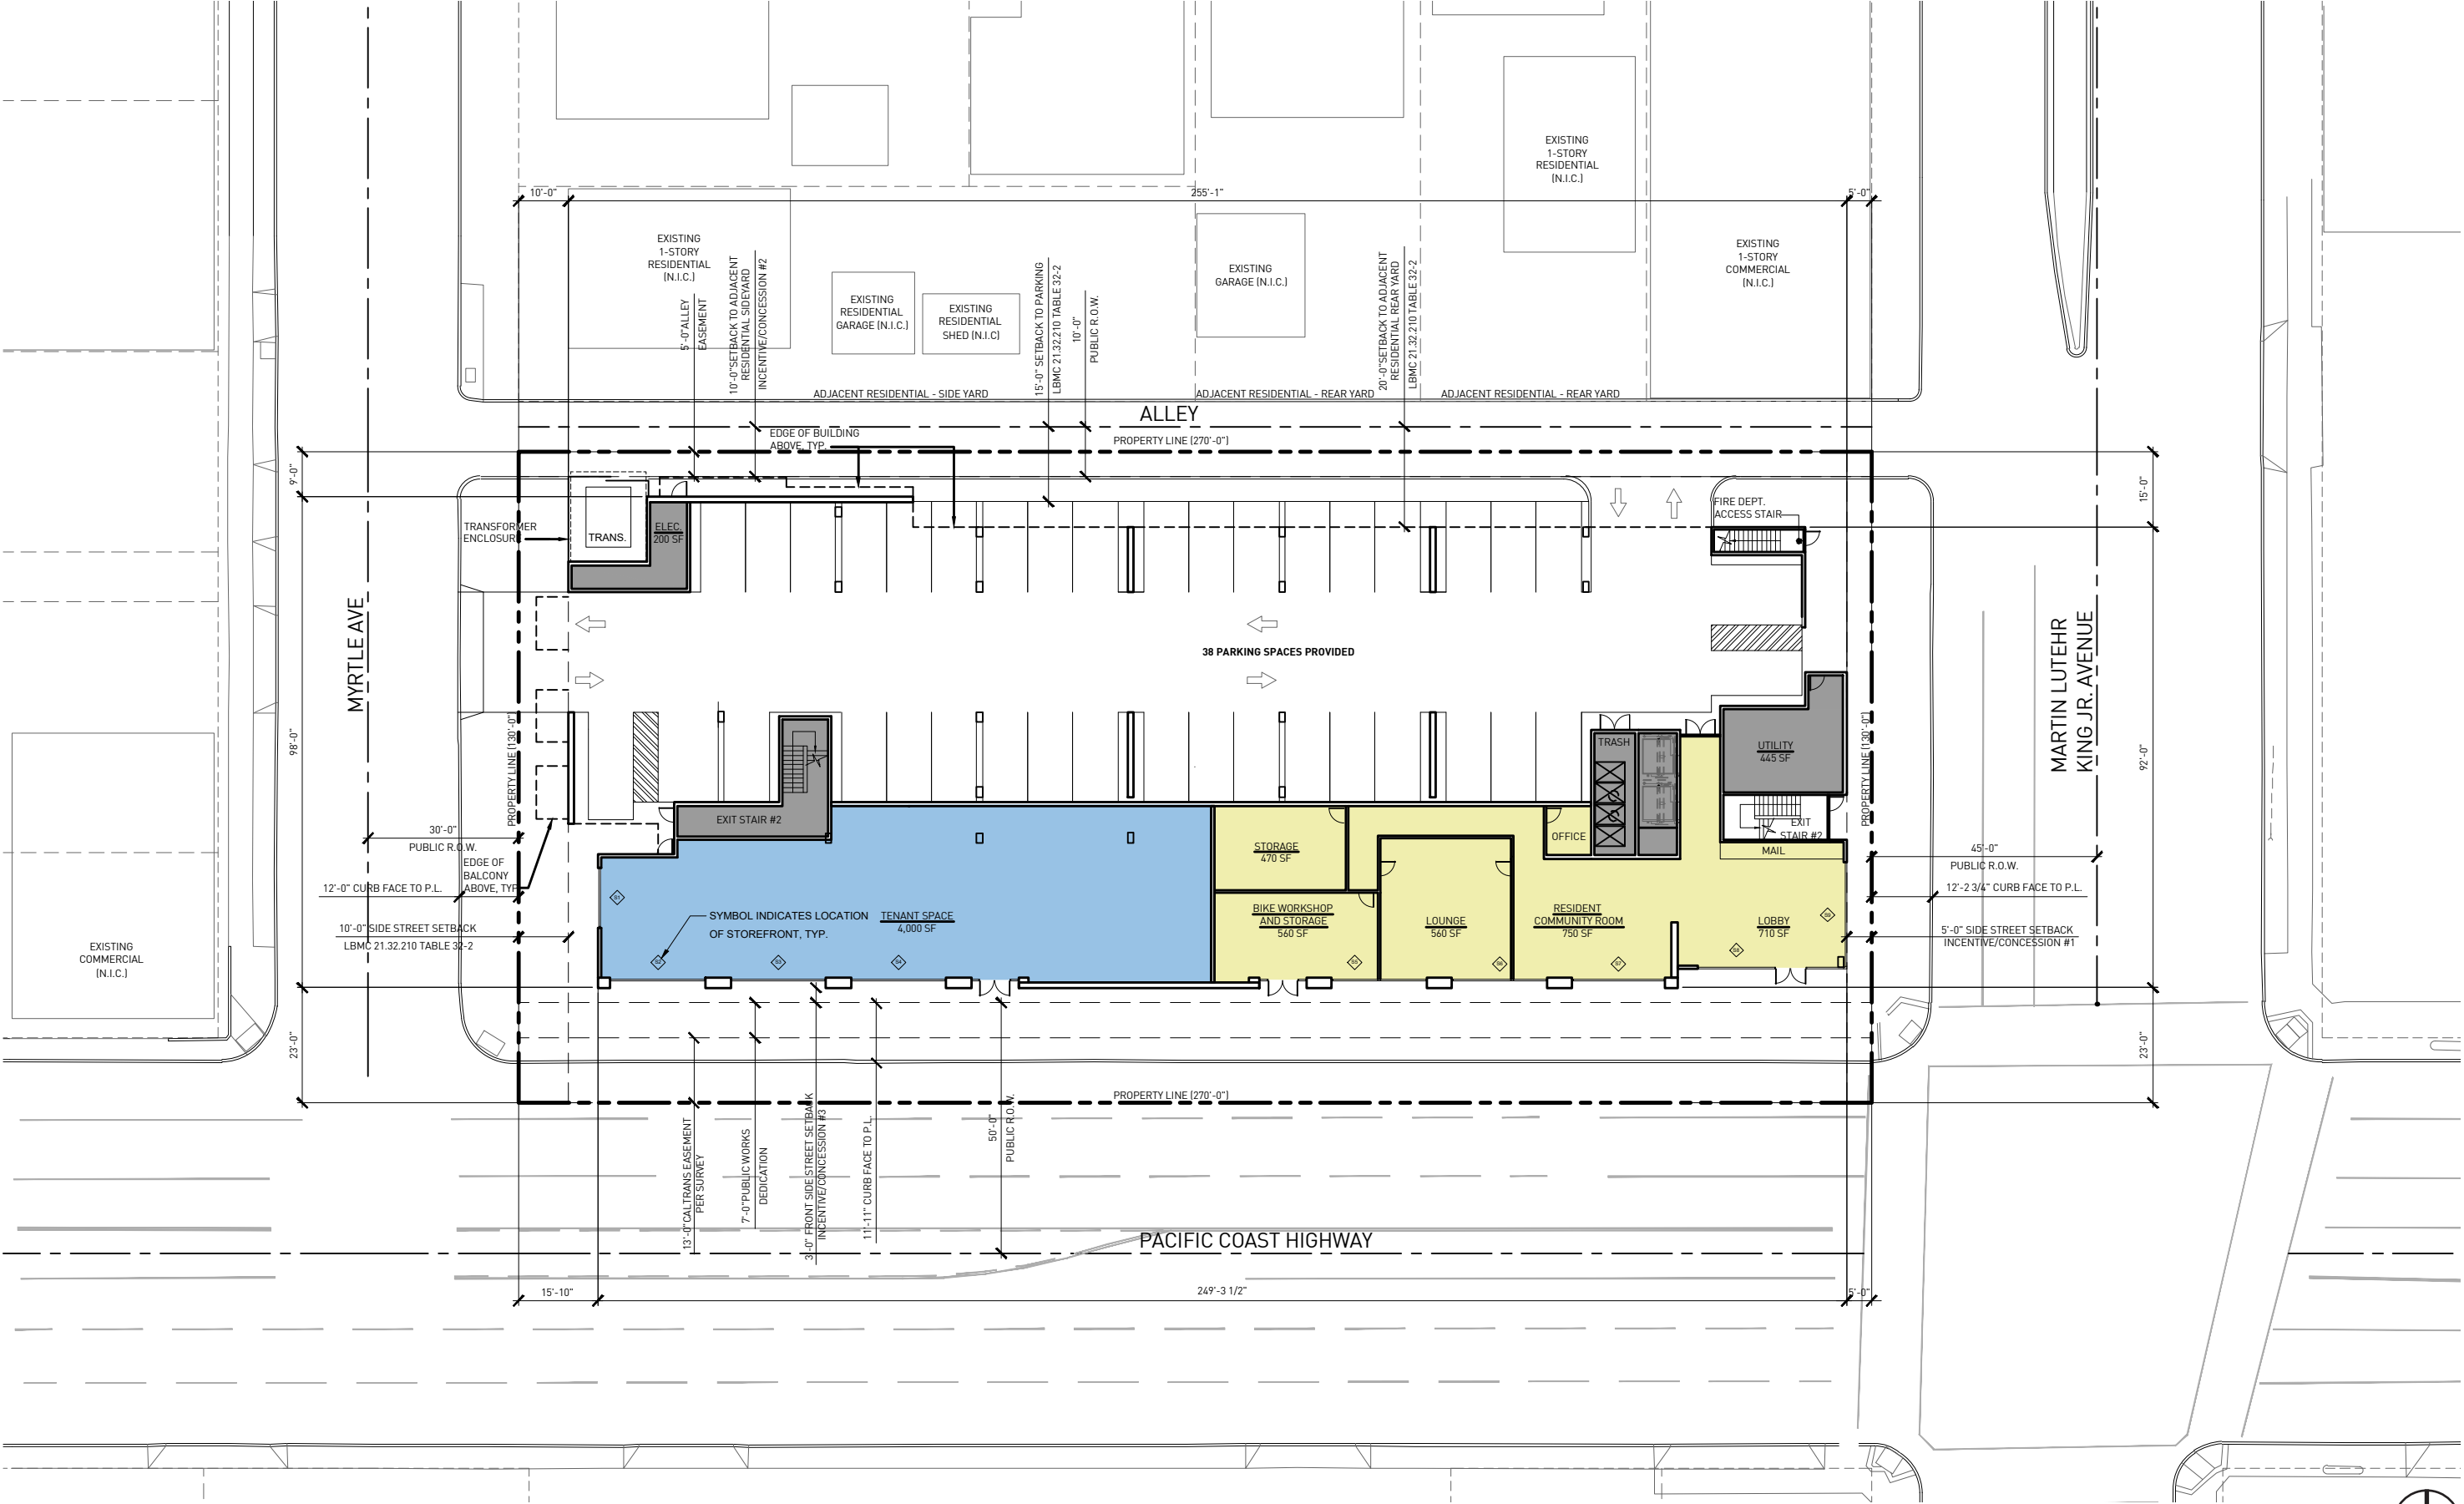 EXISTING
1-STORY
RESIDENTIAL
(N.I.C.)
10'-0"
255'-1"
5'-0"
EXISTING
1-STORY
RESIDENTIAL
(N.I.C.)
EXISTING
1-STORY
COMMERCIAL
(N.I.C.)
EXISTING
GARAGE (N.I.C.)
EXISTING
RESIDENTIAL
GARAGE (N.I.C.)
EXISTING
RESIDENTIAL
SHED (N.I.C)
5'-0"ALLEY
EASEMENT
10'-0"SETBACK TO ADJACENT
RESIDENTIAL SIDEYARD
INCENTIVE/CONCESSION #2
15'-0" SETBACK TO PARKING
LBMC 21.32.210 TABLE 32-2
10'-0"
PUBLIC R.O.W.
20'-0"SETBACK TO ADJACENT
RESIDENTIAL REAR YARD
LBMC 21.32.210 TABLE 32-2
ADJACENT RESIDENTIAL - SIDE YARD
ADJACENT RESIDENTIAL - REAR YARD
ADJACENT RESIDENTIAL - REAR YARD
ALLEY
EDGE OF BUILDING
ABOVE, TYP.
PROPERTY LINE (270'-0")
9'-0"
15'-0"
TRANSFORMER
ENCLOSURE
TRANS.
ELEC.
200 SF
FIRE DEPT.
ACCESS STAIR
MYRTLE AVE
38 PARKING SPACES PROVIDED
MARTIN LUTEHR
KING JR. AVENUE
98'-0"
92'-0"
PROPERTY LINE (130'-0")
PROPERTY LINE (130'-0")
TRASH
UTILITY
445 SF
EXIT STAIR #2
OFFICE
EXIT
STAIR #2
MAIL
30'-0"
PUBLIC R.O.W.
EDGE OF
BALCONY
ABOVE, TYP
12'-0" CURB FACE TO P.L.
10'-0" SIDE STREET SETBACK
LBMC 21.32.210 TABLE 32-2
STORAGE
470 SF
45'-0"
PUBLIC R.O.W.
12'-2 3/4" CURB FACE TO P.L.
5'-0" SIDE STREET SETBACK
INCENTIVE/CONCESSION #1
EXISTING
COMMERCIAL
(N.I.C.)
S1
SYMBOL INDICATES LOCATION
OF STOREFRONT, TYP.
TENANT SPACE
4,000 SF
BIKE WORKSHOP
AND STORAGE
560 SF
LOUNGE
560 SF
RESIDENT
COMMUNITY ROOM
750 SF
LOBBY
710 SF
S2
S3
S4
S5
S6
S7
S8
S9
23'-0"
23'-0"
PROPERTY LINE (270'-0")
13'-0"CALTRANS EASEMENT
PER SURVEY
7'-0"PUBLIC WORKS
DEDICATION
3'-0" FRONT SIDE STREET SETBACK
INCENTIVE/CONCESSION #3
11'-11" CURB FACE TO P.L.
50'-0"
PUBLIC R.O.W.
PACIFIC COAST HIGHWAY
15'-10"
249'-3 1/2"
5'-0"